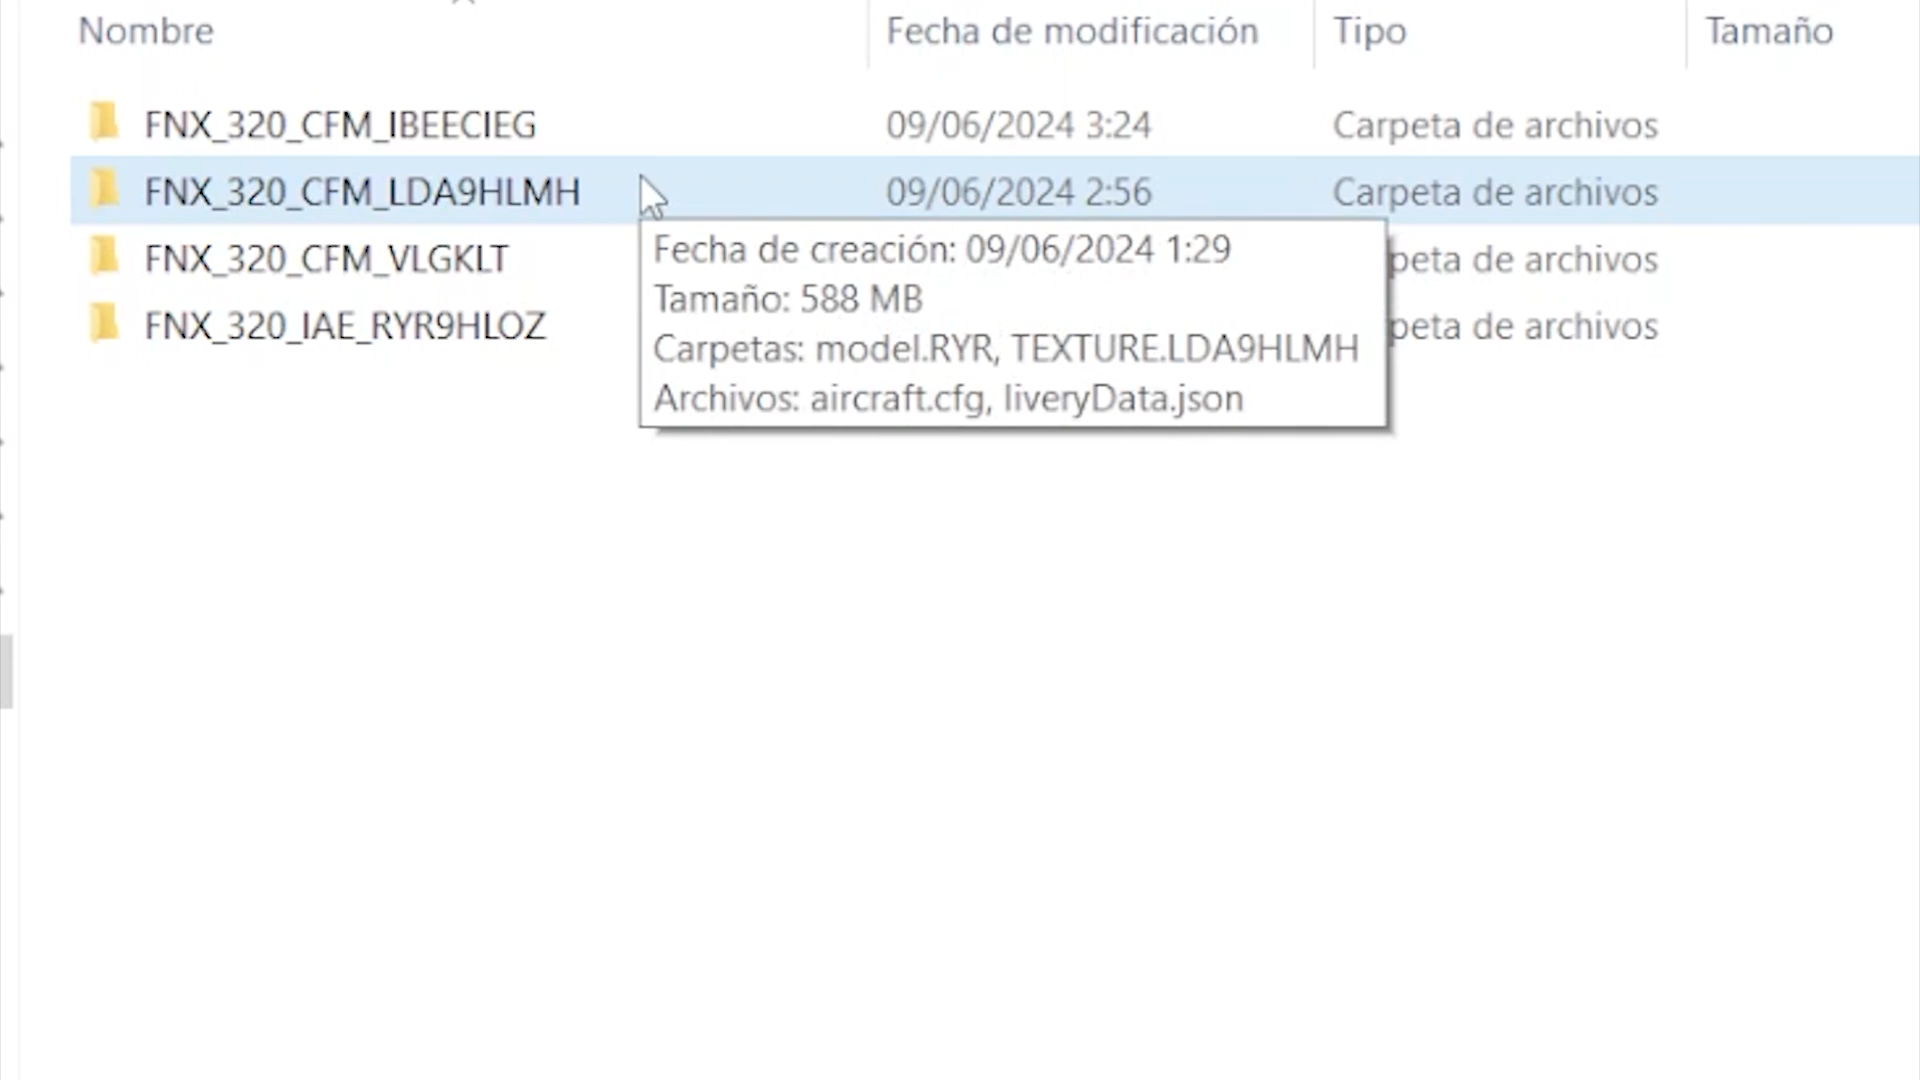 Nombre Fecha de modificación Tipo Tamaño
FNX_320_CFM_IBEECIEG 09/06/2024 3:24 Carpeta de archivos
FNX_320_CFM_LDA9HLMH 09/06/2024 2:56 Carpeta de archivos
FNX_320_CFM_VLGKLT peta de archivos
FNX_320_IAE_RYR9HLOZ peta de archivos
Fecha de creación: 09/06/2024 1:29
Tamaño: 588 MB
Carpetas: model.RYR, TEXTURE.LDA9HLMH
Archivos: aircraft.cfg, liveryData.json